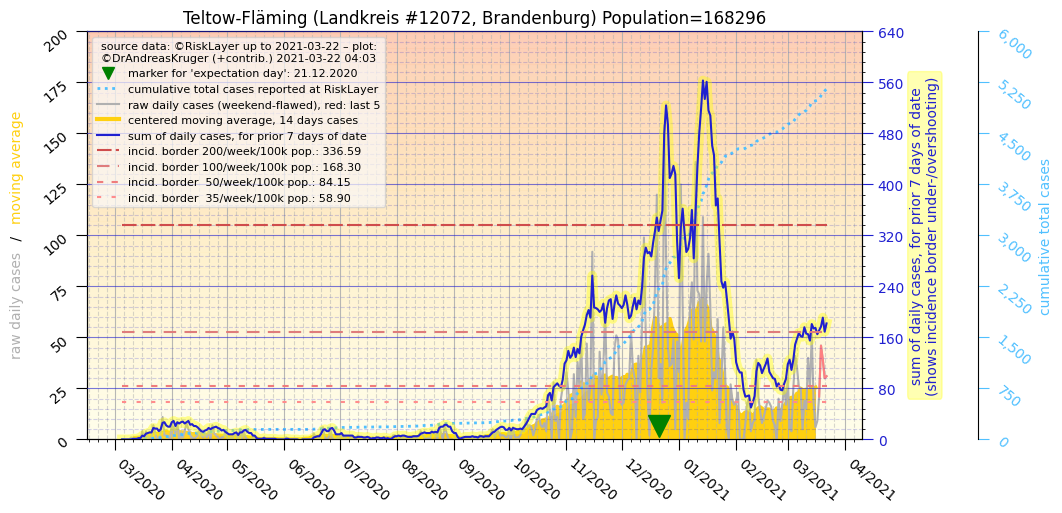 Teltow-Fläming (Landkreis #12072, Brandenburg) Population=168296
source data: ©RiskLayer up to 2021-03-22 – plot:
©DrAndreasKruger (+contrib.) 2021-03-22 04:03
marker for 'expectation day': 21.12.2020
cumulative total cases reported at RiskLayer
raw daily cases (weekend-flawed), red: last 5
centered moving average, 14 days cases
sum of daily cases, for prior 7 days of date
incid. border 200/week/100k pop.: 336.59
incid. border 100/week/100k pop.: 168.30
incid. border  50/week/100k pop.: 84.15
incid. border  35/week/100k pop.: 58.90
raw daily cases  /  moving average
200
175
150
125
100
75
50
25
0
03/2020
04/2020
05/2020
06/2020
07/2020
08/2020
09/2020
10/2020
11/2020
12/2020
01/2021
02/2021
03/2021
04/2021
640
560
480
400
320
240
160
80
0
sum of daily cases, for prior 7 days of date
(shows incidence border under-/overshooting)
6,000
5,250
4,500
3,750
3,000
2,250
1,500
750
0
cumulative total cases